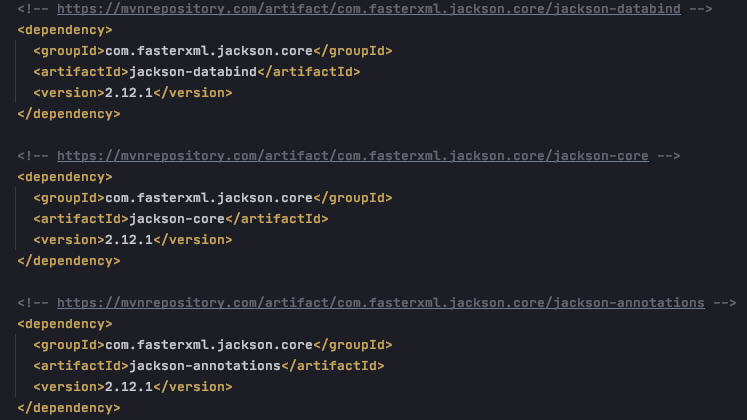 <!-- https://mvnrepository.com/artifact/com.fasterxml.jackson.core/jackson-databind -->
<dependency>
<groupId>com.fasterxml.jackson.core</groupId>
<artifactId>jackson-databind</artifactId>
<version>2.12.1</version>
</dependency>
<!-- https://mvnrepository.com/artifact/com.fasterxml.jackson.core/jackson-core -->
<dependency>
<groupId>com.fasterxml.jackson.core</groupId>
<artifactId>jackson-core</artifactId>
<version>2.12.1</version>
</dependency>
<!-- https://mvnrepository.com/artifact/com.fasterxml.jackson.core/jackson-annotations -->
<dependency>
<groupId>com.fasterxml.jackson.core</groupId>
<artifactId>jackson-annotations</artifactId>
<version>2.12.1</version>
</dependency>